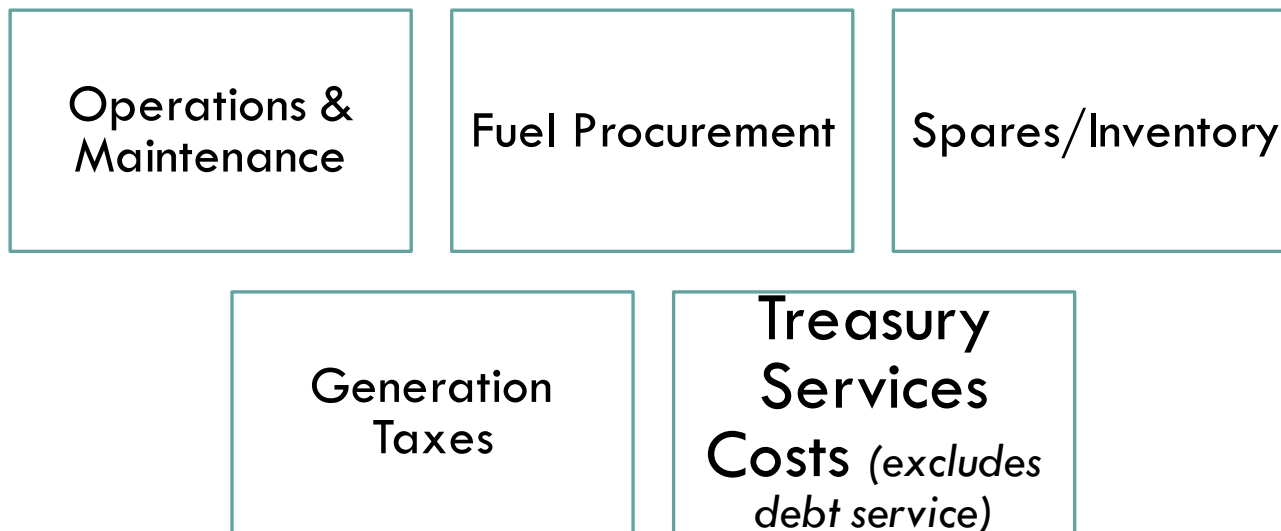 Operations &
Maintenance
Fuel Procurement
Spares/Inventory
Generation
Taxes
Treasury
Services
Costs (excludes
debt service)